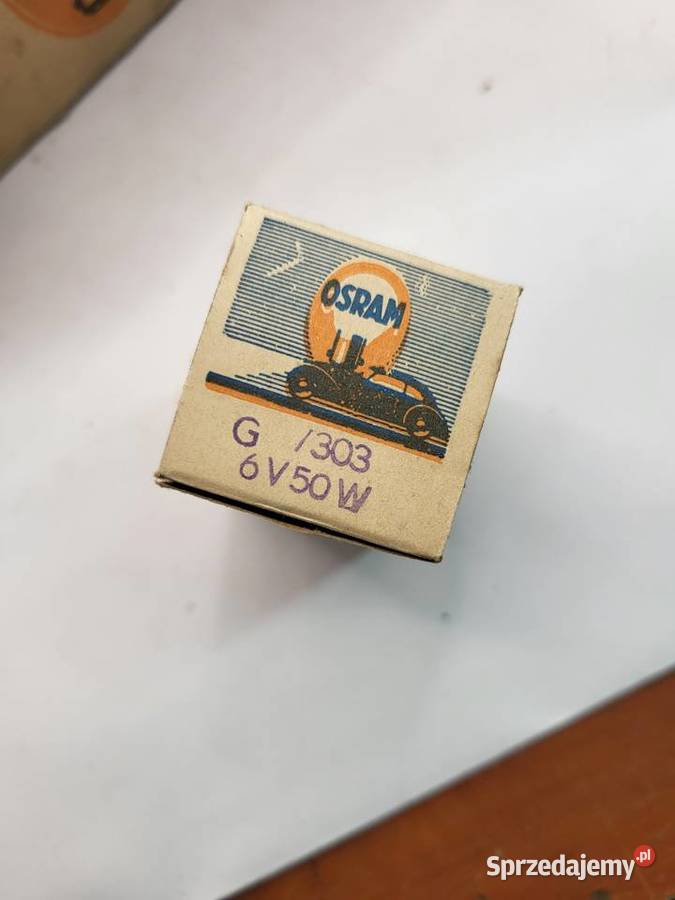 OSRAM
G /303
6V50W
Sprzedajemy.pl